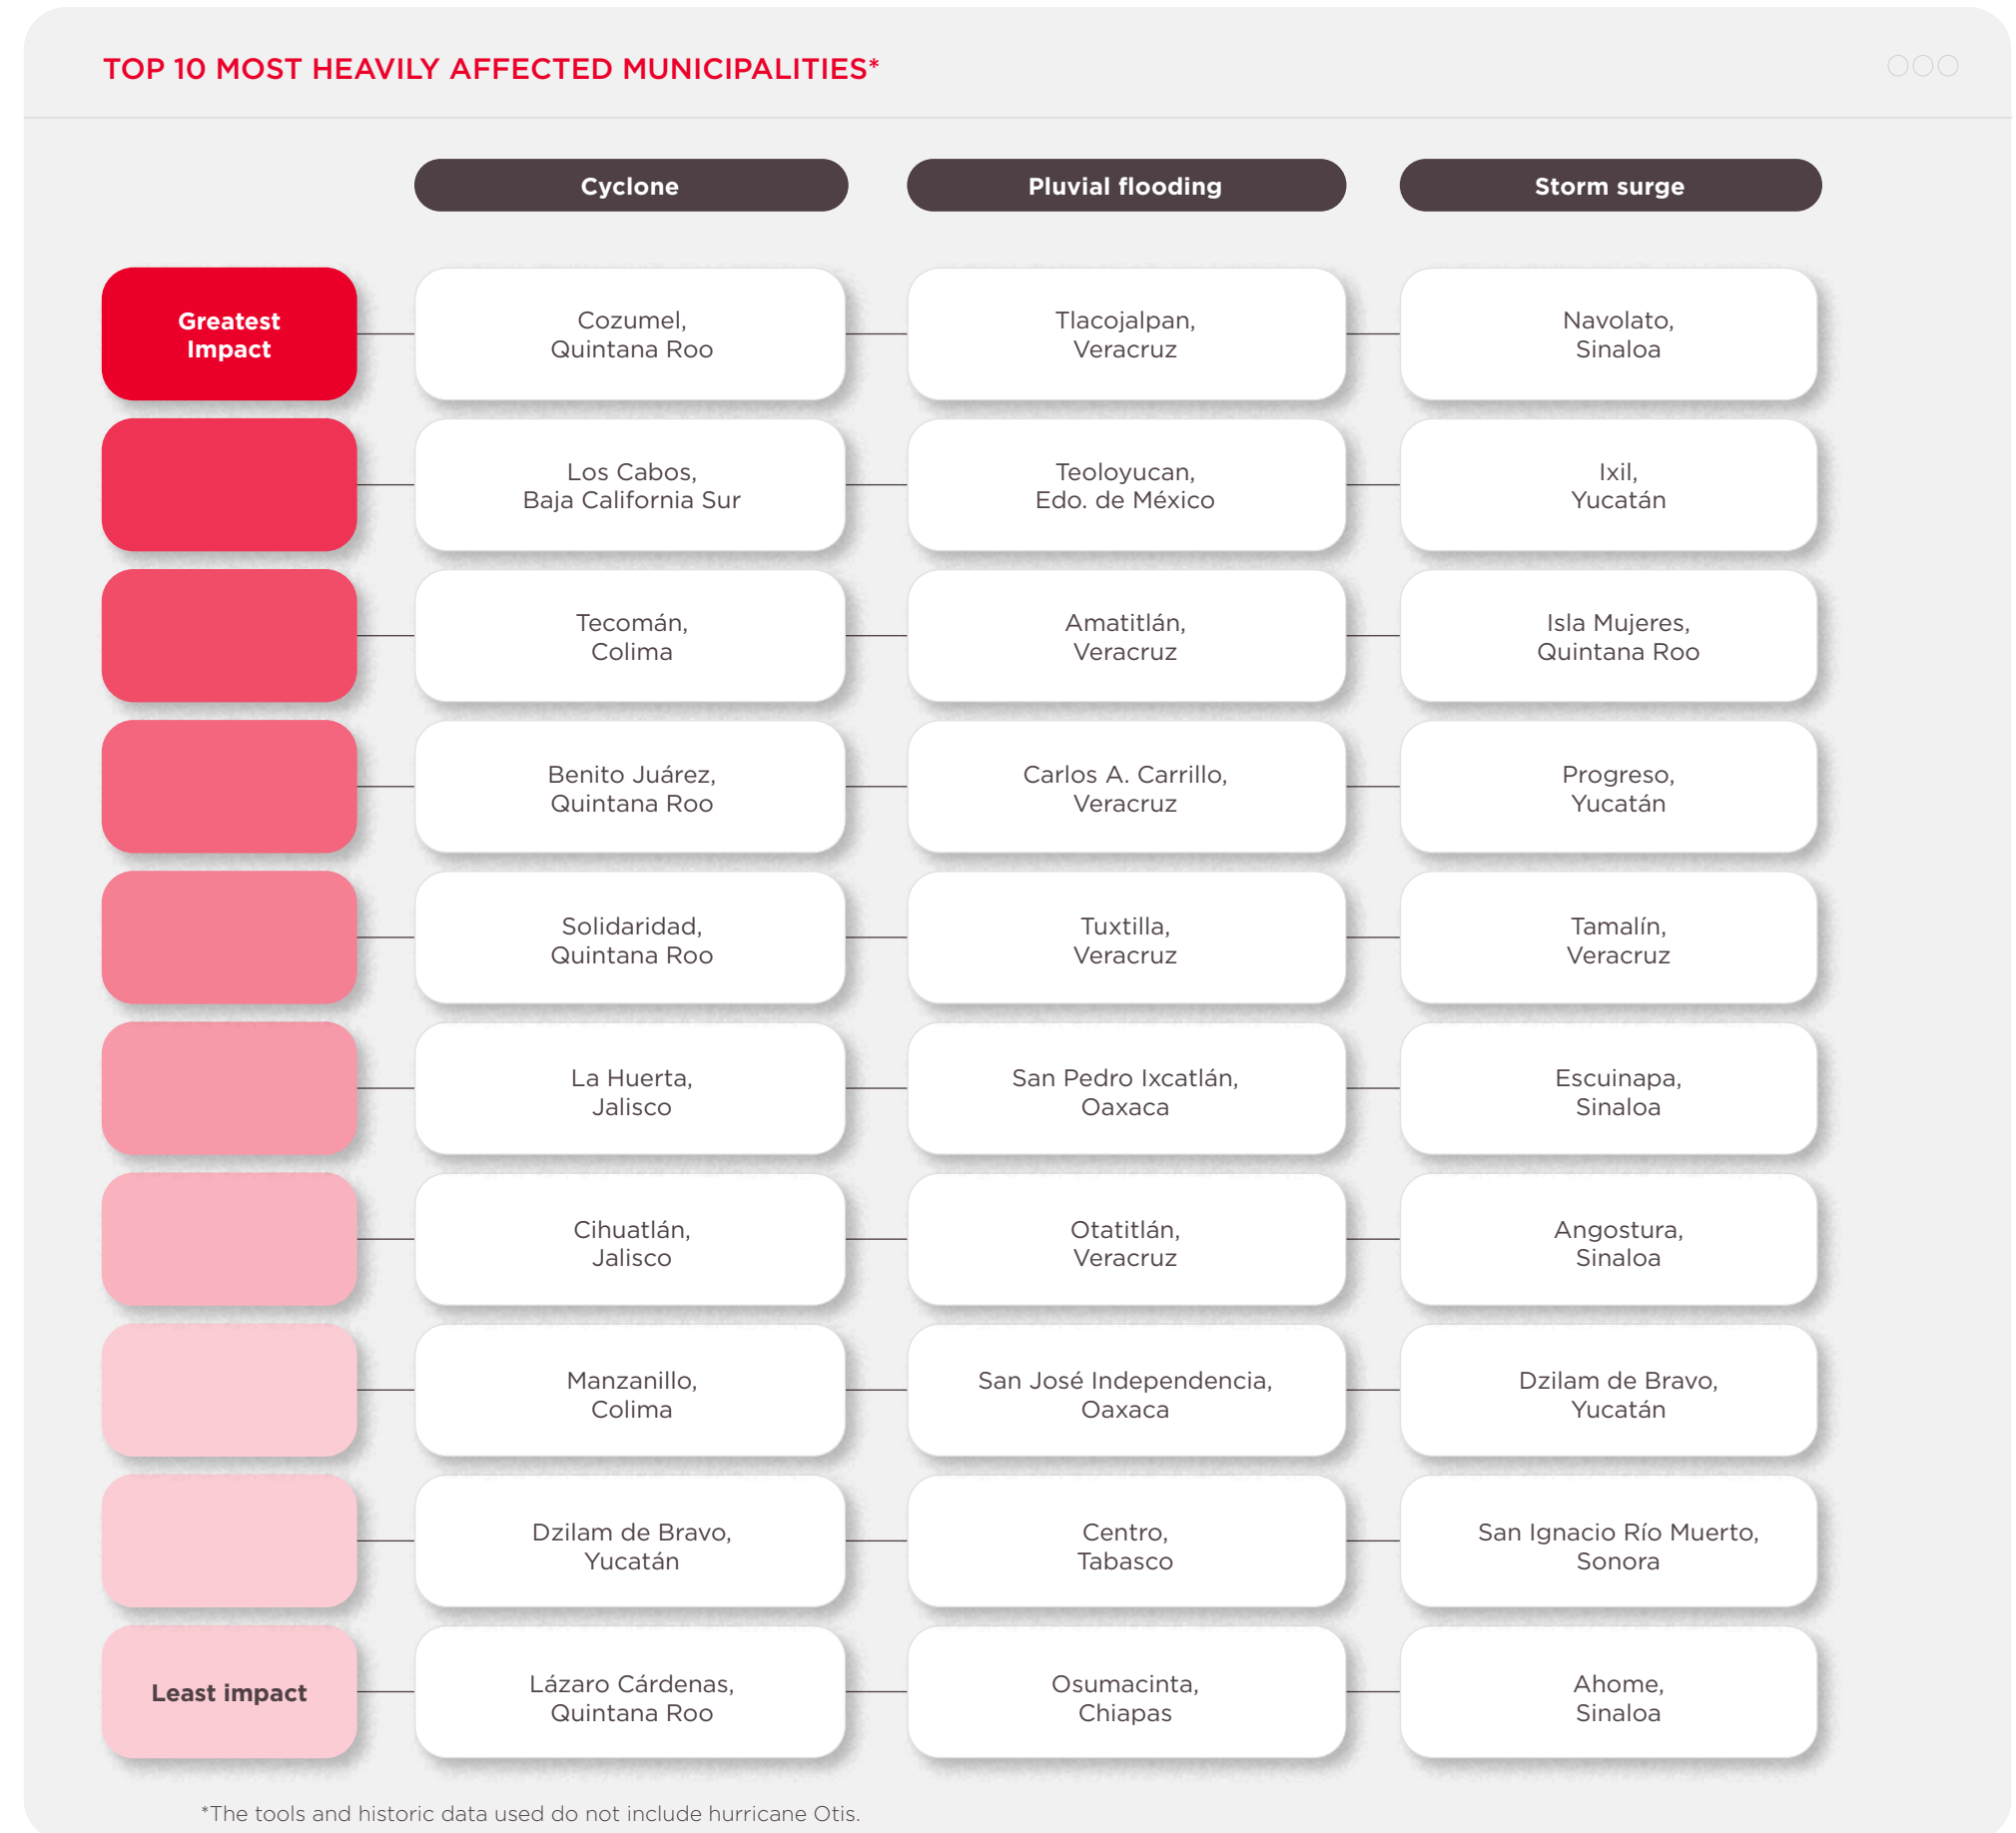 TOP 10 MOST HEAVILY AFFECTED MUNICIPALITIES*
Cyclone
Pluvial flooding
Storm surge
Greatest
Impact
Cozumel,
Quintana Roo
Tlacojalpan,
Veracruz
Navolato,
Sinaloa
Los Cabos,
Baja California Sur
Teoloyucan,
Edo. de México
Ixil,
Yucatán
Tecomán,
Colima
Amatitlán,
Veracruz
Isla Mujeres,
Quintana Roo
Benito Juárez,
Quintana Roo
Carlos A. Carrillo,
Veracruz
Progreso,
Yucatán
Solidaridad,
Quintana Roo
Tuxtilla,
Veracruz
Tamalín,
Veracruz
La Huerta,
Jalisco
San Pedro Ixcatlán,
Oaxaca
Escuinapa,
Sinaloa
Cihuatlán,
Jalisco
Otatitlán,
Veracruz
Angostura,
Sinaloa
Manzanillo,
Colima
San José Independencia,
Oaxaca
Dzilam de Bravo,
Yucatán
Dzilam de Bravo,
Yucatán
Centro,
Tabasco
San Ignacio Río Muerto,
Sonora
Least impact
Lázaro Cárdenas,
Quintana Roo
Osumacinta,
Chiapas
Ahome,
Sinaloa
*The tools and historic data used do not include hurricane Otis.